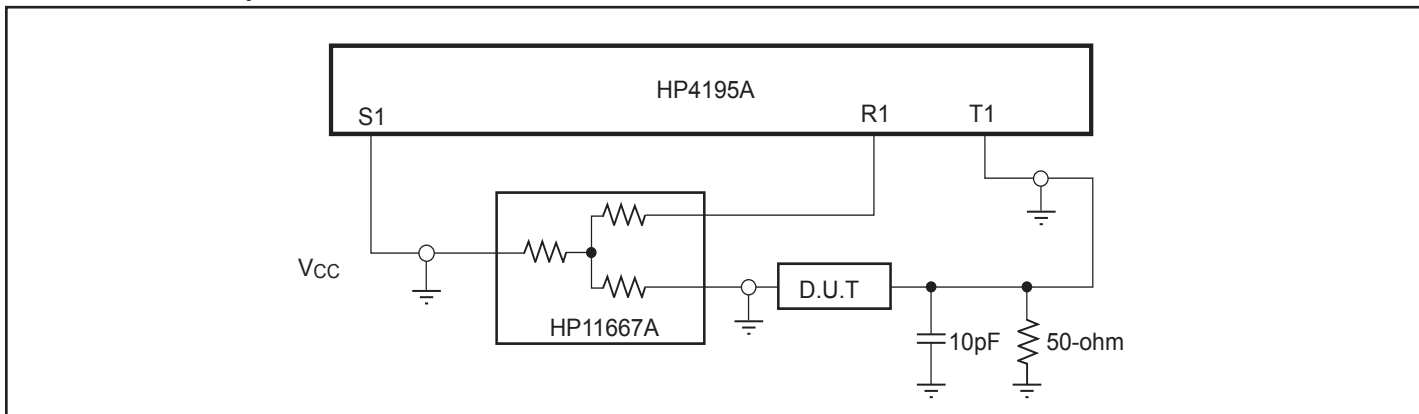 HP4195A
S1
R1
T1
VCC
HP11667A
D.U.T
10pF
50-ohm